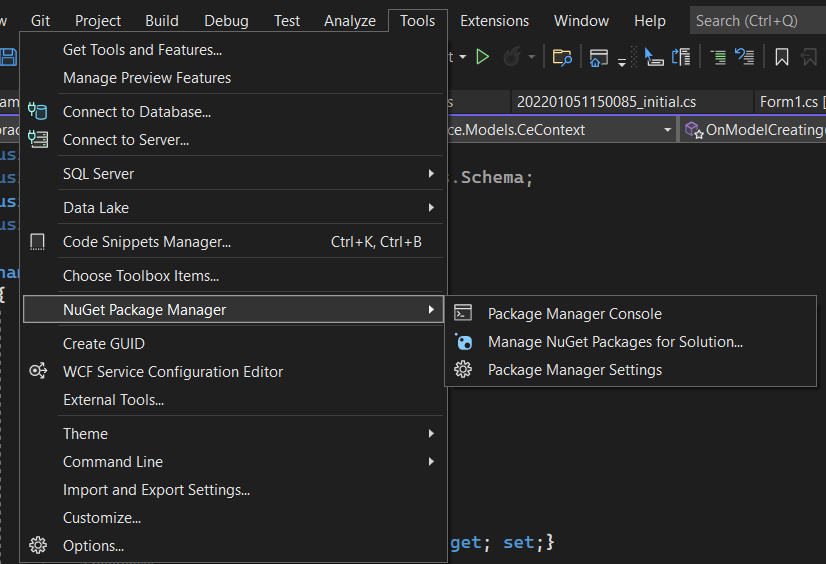 Git Project Build Debug Test Analyze Tools Extensions Window Help Search (Ctrl+Q)
Get Tools and Features...
Manage Preview Features
202201051150085_initial.cs Form1.cs
Connect to Database...
ce.Models.CeContext OnModelCreating(
Connect to Server...
SQL Server
s.Schema;
Data Lake
Code Snippets Manager... Ctrl+K, Ctrl+B
Choose Toolbox Items...
{
NuGet Package Manager
Package Manager Console
Create GUID
Manage NuGet Packages for Solution...
WCF Service Configuration Editor
Package Manager Settings
External Tools...
Theme
Command Line
Import and Export Settings...
Customize...
get; set;}
Options...